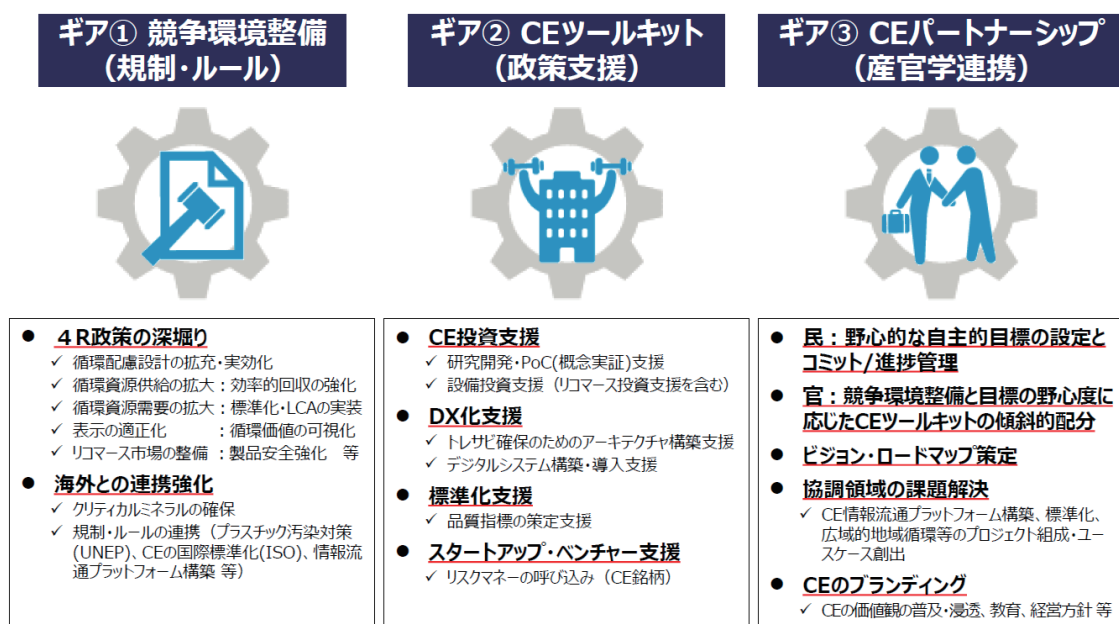 ギア① 競争環境整備
（規制・ルール）
● ４R政策の深堀り
✓ 循環配慮設計の拡充・実効化
✓ 循環資源供給の拡大：効率的回収の強化
✓ 循環資源需要の拡大：標準化・LCAの実装
✓ 表示の適正化　　　：循環価値の可視化
✓ リコマース市場の整備：製品安全強化　等
● 海外との連携強化
✓ クリティカルミネラルの確保
✓ 規制・ルールの連携（プラスチック汚染対策
(UNEP)、CEの国際標準化(ISO)、情報流
通プラットフォーム構築 等）
ギア② CEツールキット
（政策支援）
● CE投資支援
✓ 研究開発・PoC(概念実証)支援
✓ 設備投資支援（リコマース投資支援を含む）
● DX化支援
✓ トレサビ確保のためのアーキテクチャ構築支援
✓ デジタルシステム構築・導入支援
● 標準化支援
✓ 品質指標の策定支援
● スタートアップ・ベンチャー支援
✓ リスクマネーの呼び込み（CE銘柄）
ギア③ CEパートナーシップ
（産官学連携）
● 民：野心的な自主的目標の設定と
コミット/進捗管理
● 官：競争環境整備と目標の野心度に
応じたCEツールキットの傾斜的配分
● ビジョン・ロードマップ策定
● 協調領域の課題解決
✓ CE情報流通プラットフォーム構築、標準化、
広域的地域循環等のプロジェクト組成・ユー
スケース創出
● CEのブランディング
✓ CEの価値観の普及・浸透、教育、経営方針 等